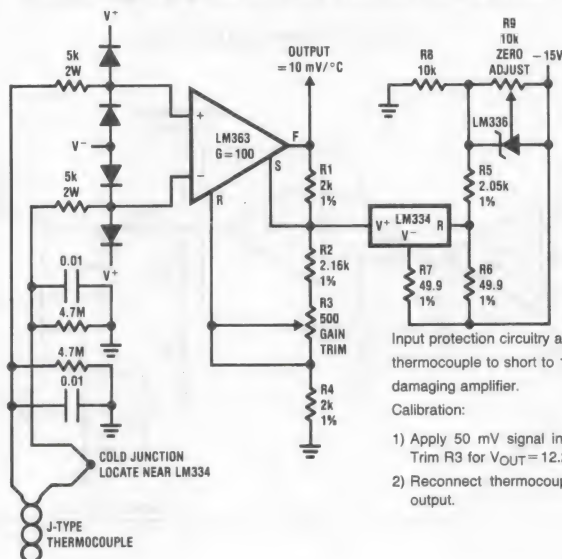 V+
5k
2W
V−
5k
2W
V+
0.01
4.7M
4.7M
0.01
COLD JUNCTION
LOCATE NEAR LM334
J-TYPE
THERMOCOUPLE
+
LM363
G=100
−
F
S
R
OUTPUT
=10 mV/°C
R1
2k
1%
R2
2.16k
1%
R3
500
GAIN
TRIM
R4
2k
1%
R8
10k
R9
10k
ZERO
ADJUST
−15V
LM336
R5
2.05k
1%
V+ LM334 R
V−
R7
49.9
1%
R6
49.9
1%
Input protection circuitry a
thermocouple to short to 1
damaging amplifier.
Calibration:
1) Apply 50 mV signal in
Trim R3 for VOUT=12.
2) Reconnect thermocoup
output.